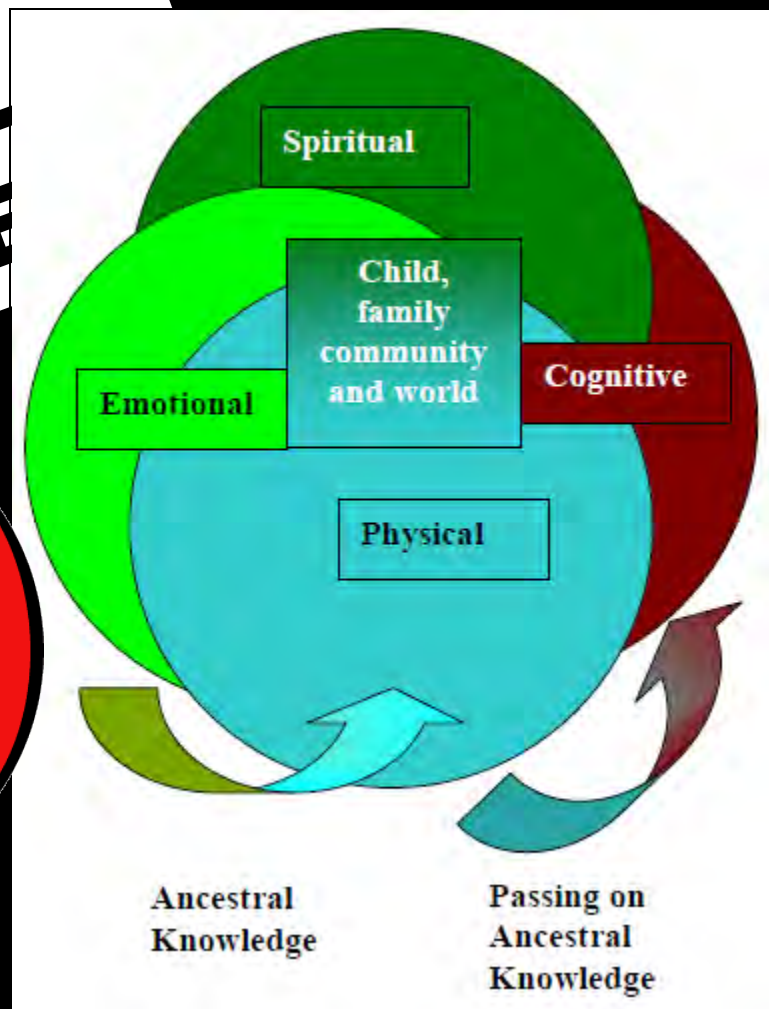 Spiritual
Child,
family
community
and world
Emotional
Cognitive
Physical
Ancestral
Knowledge
Passing on
Ancestral
Knowledge